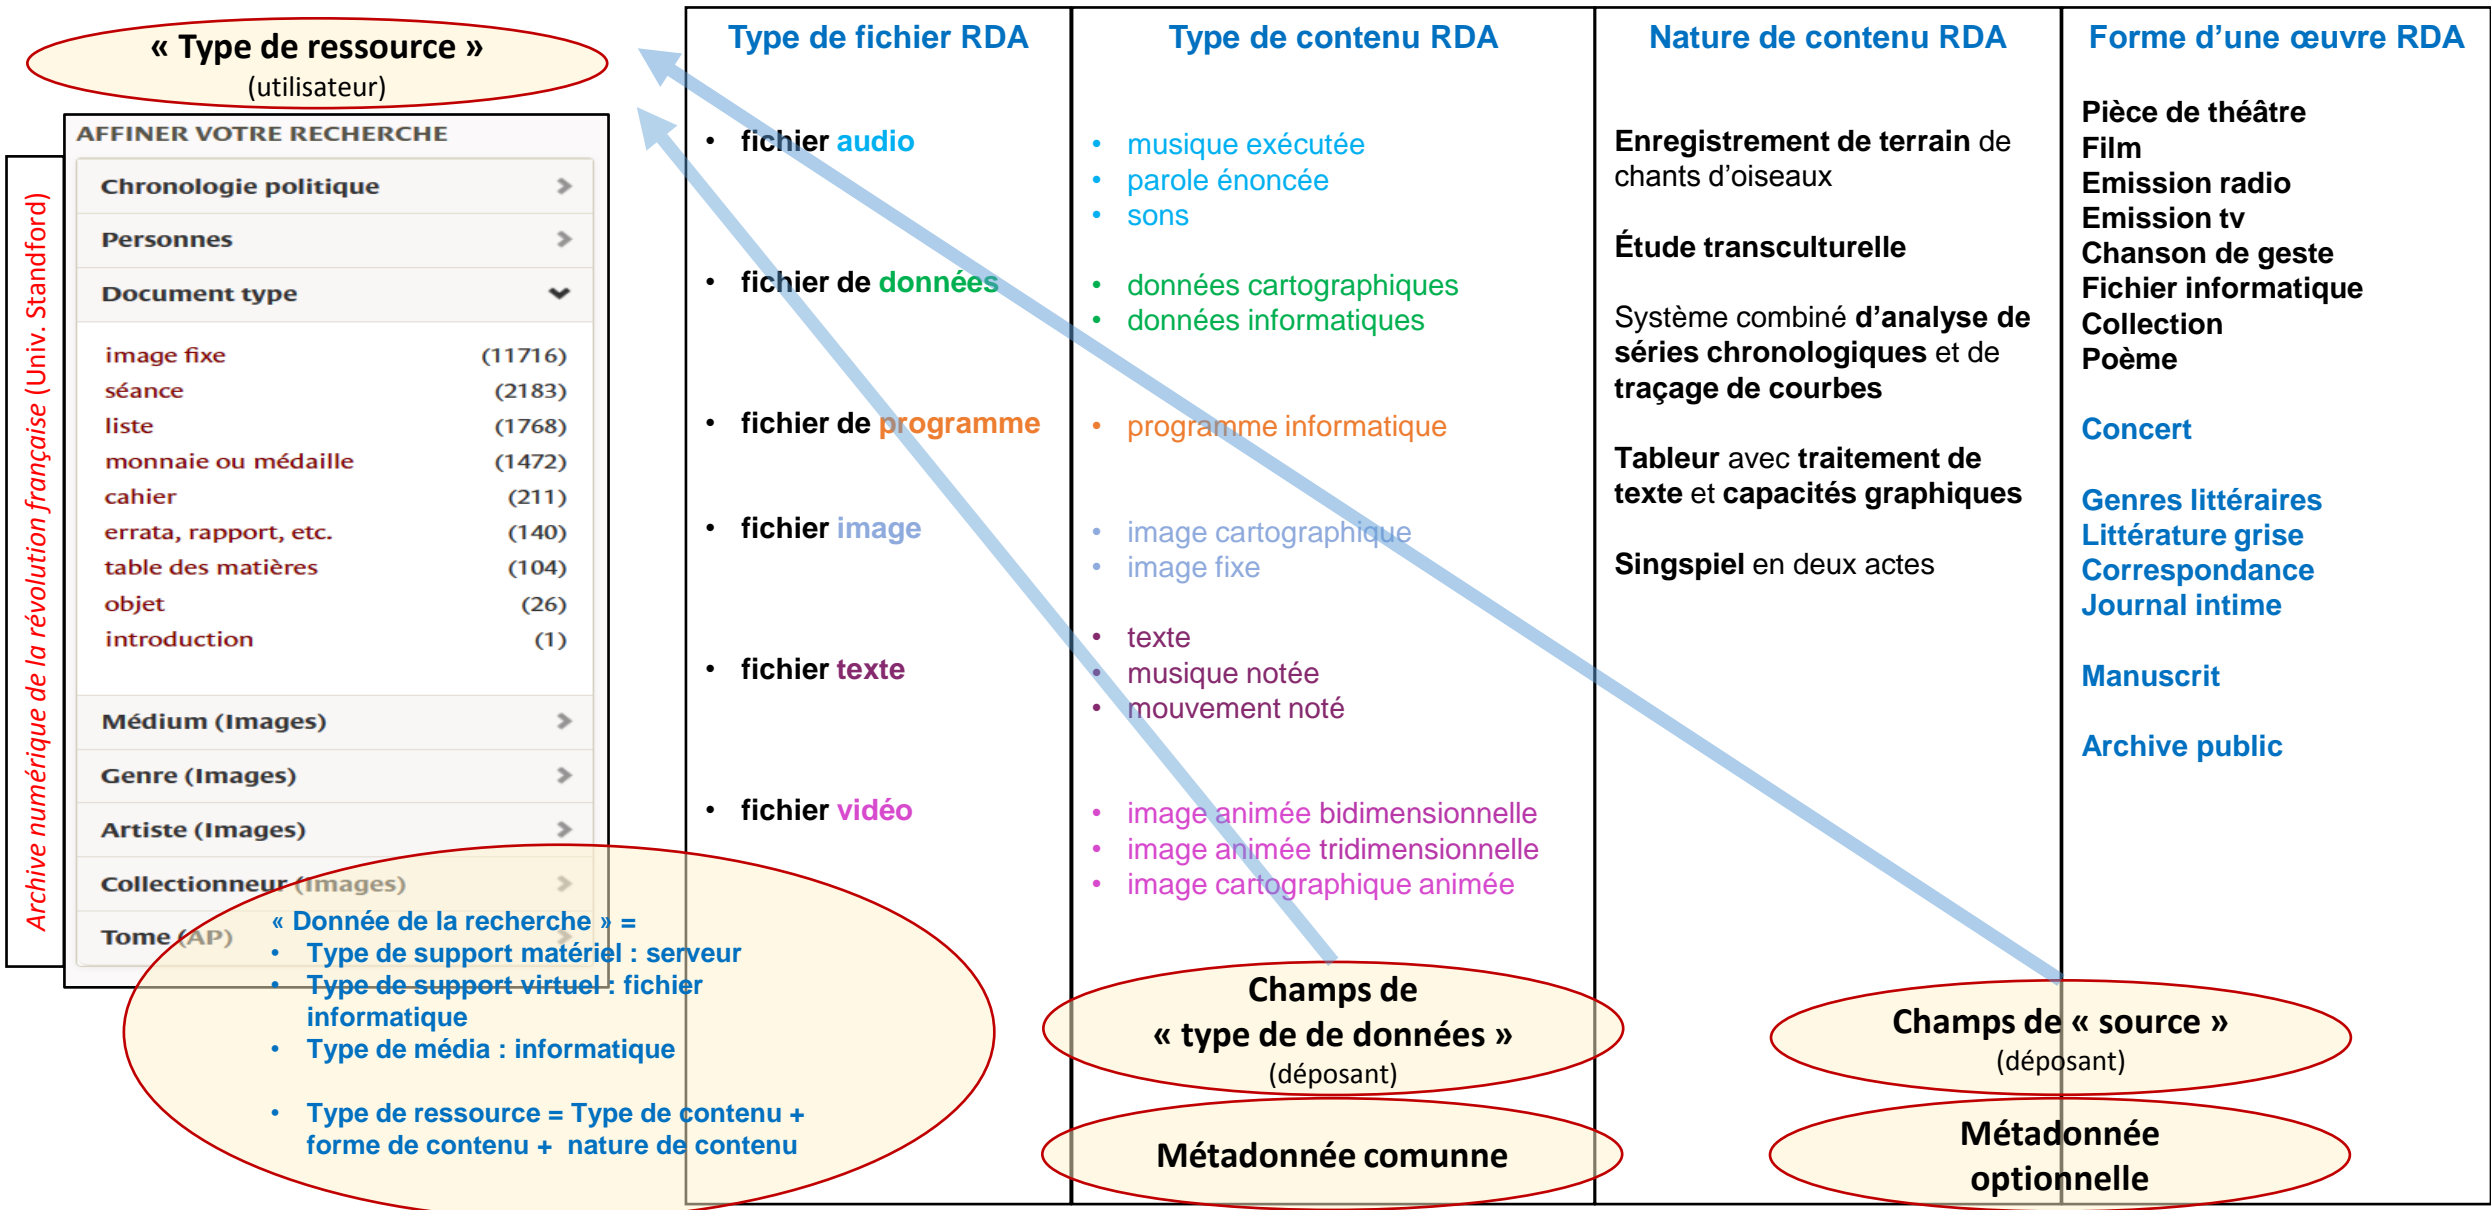 « Type de ressource »
(utilisateur)
Archive numérique de la révolution française (Univ. Standford)
AFFINER VOTRE RECHERCHE
Chronologie politique
Personnes
Document type
image fixe (11716)
séance (2183)
liste (1768)
monnaie ou médaille (1472)
cahier (211)
errata, rapport, etc. (140)
table des matières (104)
objet (26)
introduction (1)
Médium (Images)
Genre (Images)
Artiste (Images)
Collectionneur (Images)
Tome (AP)
« Donnée de la recherche » =
• Type de support matériel : serveur
• Type de support virtuel : fichier
informatique
• Type de média : informatique
• Type de ressource = Type de contenu +
forme de contenu + nature de contenu
Type de fichier RDA
• fichier audio
• fichier de données
• fichier de programme
• fichier image
• fichier texte
• fichier vidéo
Type de contenu RDA
• musique exécutée
• parole énoncée
• sons
• données cartographiques
• données informatiques
• programme informatique
• image cartographique
• image fixe
• texte
• musique notée
• mouvement noté
• image animée bidimensionnelle
• image animée tridimensionnelle
• image cartographique animée
Champs de
« type de de données »
(déposant)
Métadonnée comunne
Nature de contenu RDA
Enregistrement de terrain de
chants d'oiseaux
Étude transculturelle
Système combiné d'analyse de
séries chronologiques et de
traçage de courbes
Tableur avec traitement de
texte et capacités graphiques
Singspiel en deux actes
Forme d'une œuvre RDA
Pièce de théâtre
Film
Emission radio
Emission tv
Chanson de geste
Fichier informatique
Collection
Poème
Concert
Genres littéraires
Littérature grise
Correspondance
Journal intime
Manuscrit
Archive public
Champs de « source »
(déposant)
Métadonnée
optionnelle